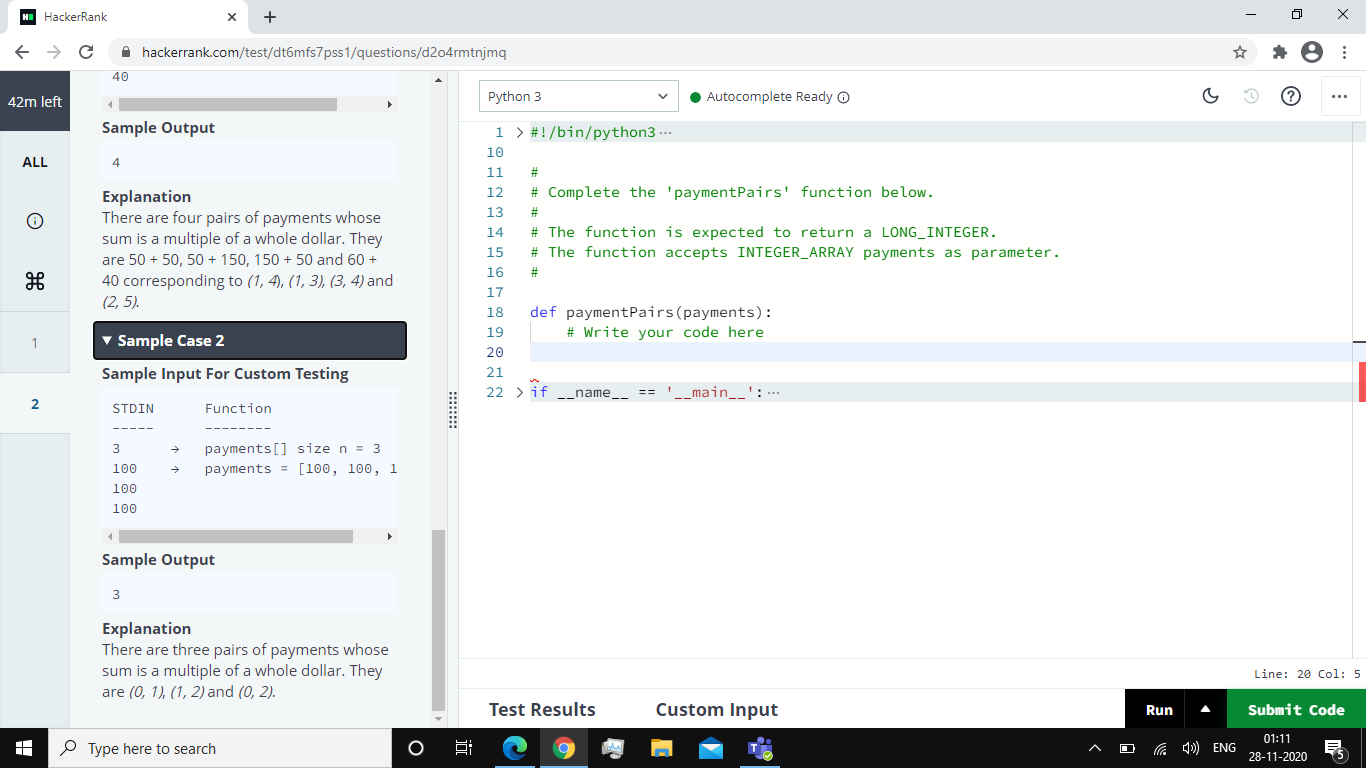 HackerRank
hackerrank.com/test/dt6mfs7pss1/questions/d2o4rmtnjmq
42m left
ALL
1
2
40
Sample Output
4
Explanation
There are four pairs of payments whose
sum is a multiple of a whole dollar. They
are 50 + 50, 50 + 150, 150 + 50 and 60 +
40 corresponding to (1, 4), (1, 3), (3, 4) and
(2, 5).
Sample Case 2
Sample Input For Custom Testing
STDIN Function
----- --------
3 → payments[] size n = 3
100 → payments = [100, 100, 1
100
100
Sample Output
3
Explanation
There are three pairs of payments whose
sum is a multiple of a whole dollar. They
are (0, 1), (1, 2) and (0, 2).
Python 3 Autocomplete Ready
1 #!/bin/python3 ···
10
11 #
12 # Complete the 'paymentPairs' function below.
13 #
14 # The function is expected to return a LONG_INTEGER.
15 # The function accepts INTEGER_ARRAY payments as parameter.
16 #
17
18 def paymentPairs(payments):
19 # Write your code here
20
21
22 if __name__ == '__main__': ···
Line: 20 Col: 5
Test Results Custom Input Run Submit Code
Type here to search
ENG
01:11
28-11-2020
5